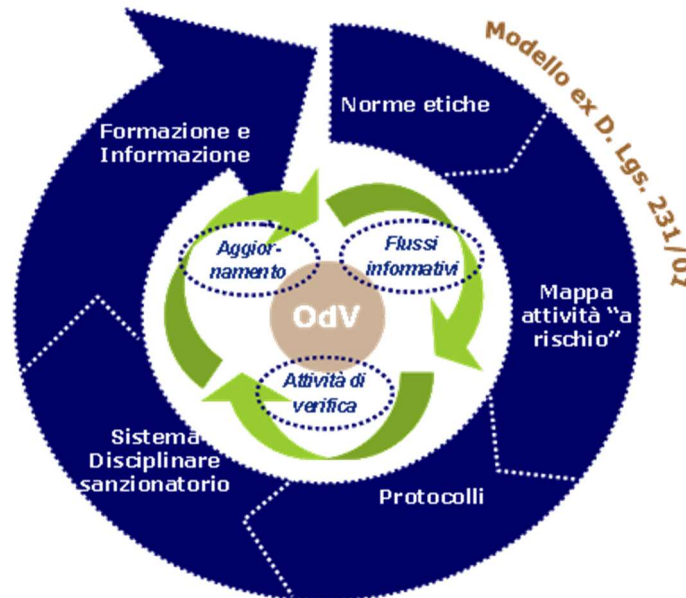 Modello ex D. Lgs. 231/01
Norme etiche
Formazione e
Informazione
Aggior-
namento
Flussi
informativi
OdV
Mappa
attività “a
rischio”
Attività di
verifica
Sistema
Disciplinare
sanzionatorio
Protocolli